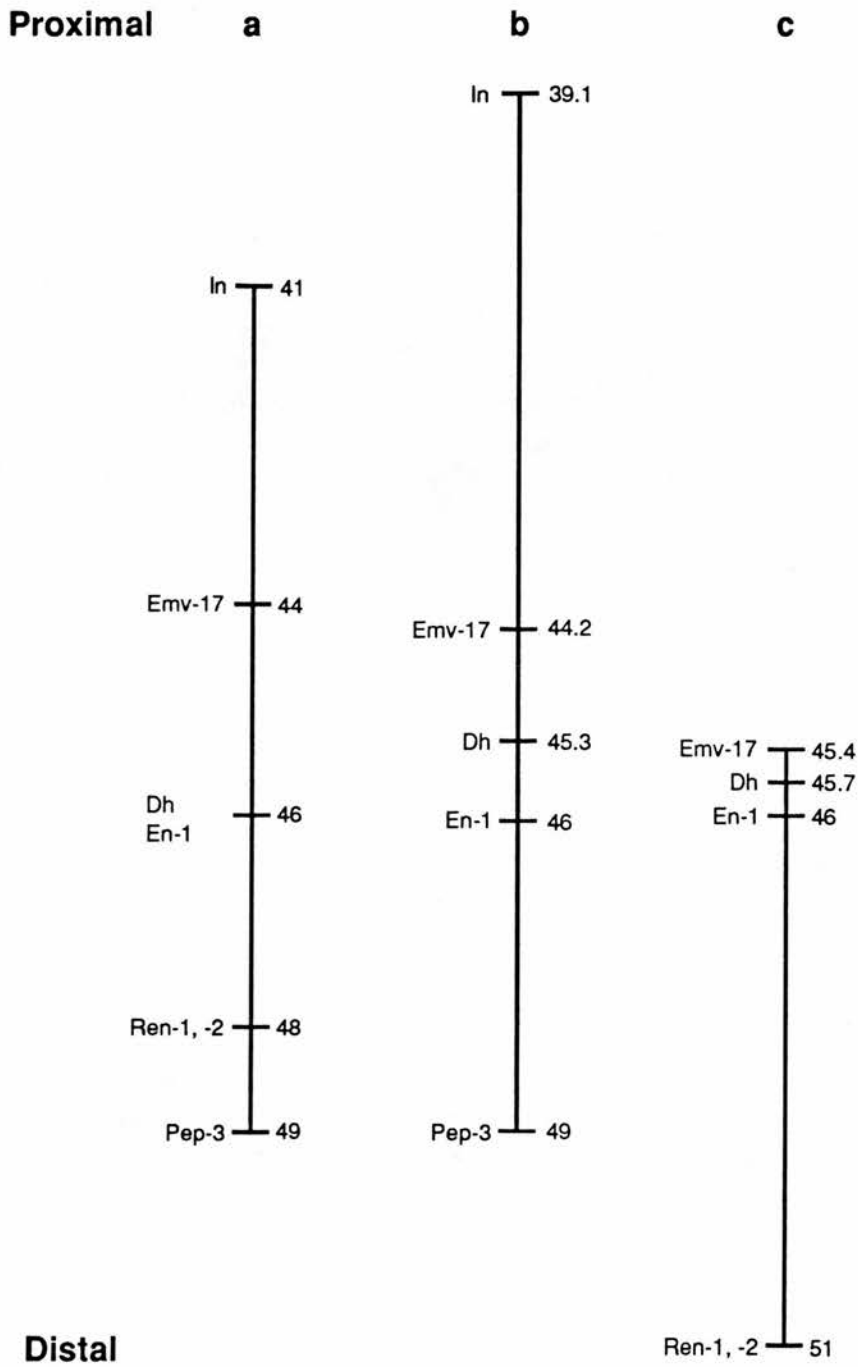 Proximal a b c
In 39.1
In 41
Emv-17 44
Emv-17 44.2
Dh 45.3
Emv-17 45.4
Dh 45.7
Dh
En-1 46
En-1 46
En-1 46
Ren-1, -2 48
Pep-3 49
Pep-3 49
Distal
Ren-1, -2 51